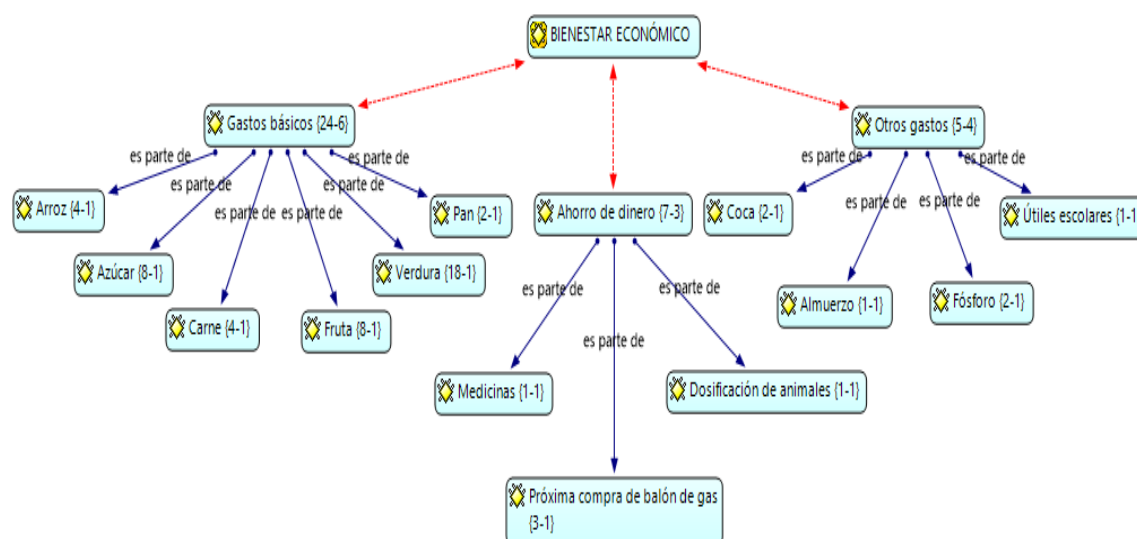 BIENESTAR ECONÓMICO
Gastos básicos {24-6}
Otros gastos {5-4}
es parte de
es parte de
es parte de
es parte de
es parte de
es parte de
Arroz {4-1}
Pan {2-1}
Azúcar {8-1}
Verdura {18-1}
Carne {4-1}
Fruta {8-1}
Ahorro de dinero {7-3}
es parte de
es parte de
es parte de
Medicinas {1-1}
Dosificación de animales {1-1}
Próxima compra de balón de gas
{3-1}
es parte de
es parte de
es parte de
es parte de
Coca {2-1}
Útiles escolares {1-1
Almuerzo {1-1}
Fósforo {2-1}